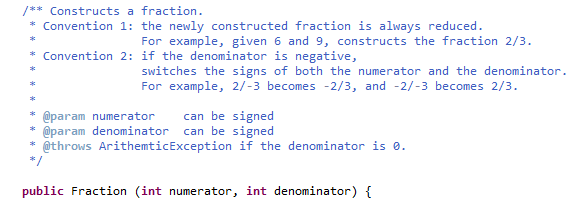 /** Constructs a fraction.
* Convention 1: the newly constructed fraction is always reduced.
* For example, given 6 and 9, constructs the fraction 2/3.
* Convention 2: if the denominator is negative,
* switches the signs of both the numerator and the denominator.
* For example, 2/-3 becomes -2/3, and -2/-3 becomes 2/3.
*
* @param numerator can be signed
* @param denominator can be signed
* @throws ArithemticException if the denominator is 0.
*/
public Fraction (int numerator, int denominator) {